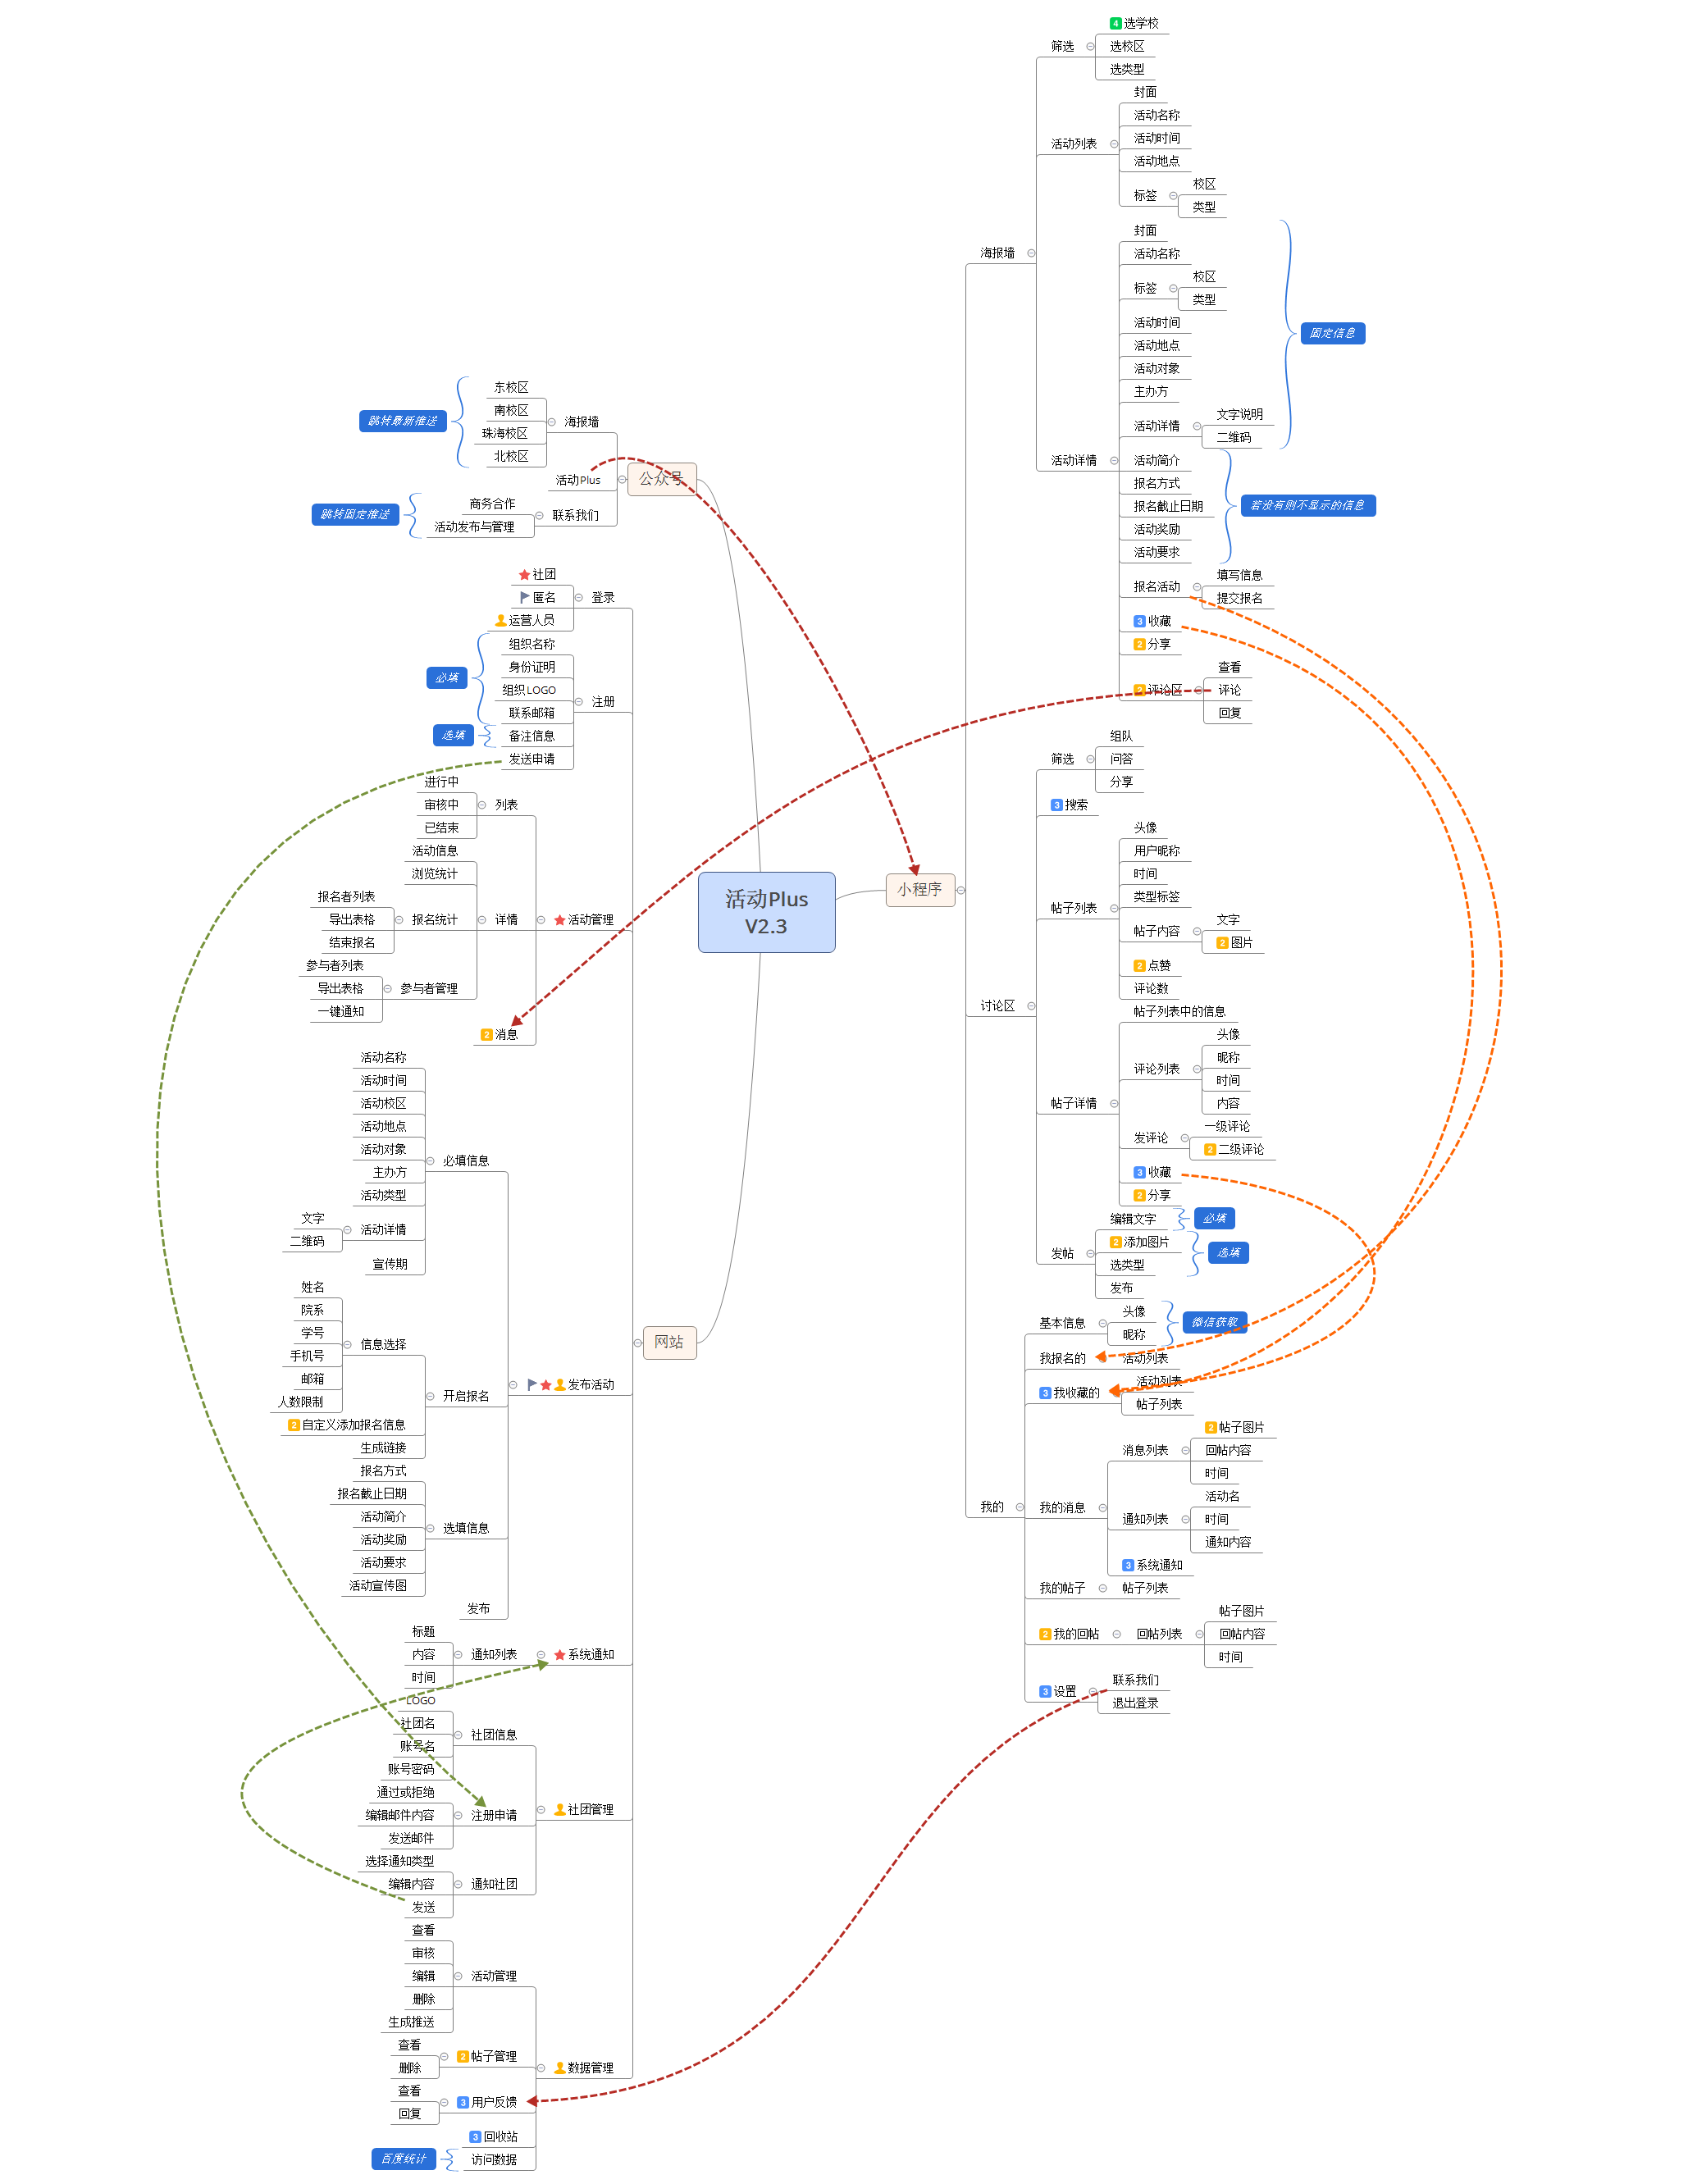 活动Plus
V2.3
公众号
海报墙
东校区
南校区
珠海校区
北校区
跳转最新推送
活动Plus
联系我们
商务合作
活动发布与管理
跳转固定推送
网站
登录
社团
匿名
运营人员
注册
组织名称
身份证明
组织LOGO
联系邮箱
必填
备注信息
选填
发送申请
活动管理
列表
进行中
审核中
已结束
详情
活动信息
浏览统计
报名统计
报名者列表
导出表格
结束报名
参与者管理
参与者列表
导出表格
一键通知
2 消息
发布活动
必填信息
活动名称
活动时间
活动校区
活动地点
活动对象
主办方
活动类型
活动详情
文字
二维码
宣传期
开启报名
信息选择
姓名
院系
学号
手机号
邮箱
人数限制
2 自定义添加报名信息
生成链接
选填信息
报名方式
报名截止日期
活动简介
活动奖励
活动要求
活动宣传图
发布
系统通知
通知列表
标题
内容
时间
社团管理
社团信息
LOGO
社团名
账号名
账号密码
注册申请
通过或拒绝
编辑邮件内容
发送邮件
通知社团
选择通知类型
编辑内容
发送
数据管理
活动管理
查看
审核
编辑
删除
生成推送
2 帖子管理
查看
删除
3 用户反馈
查看
回复
3 回收站
访问数据
百度统计
小程序
海报墙
筛选
4 选学校
选校区
选类型
活动列表
封面
活动名称
活动时间
活动地点
标签
校区
类型
活动详情
封面
活动名称
标签
校区
类型
活动时间
活动地点
活动对象
主办方
活动详情
文字说明
二维码
固定信息
活动简介
报名方式
报名截止日期
活动奖励
活动要求
若没有则不显示的信息
报名活动
填写信息
提交报名
3 收藏
2 分享
2 评论区
查看
评论
回复
讨论区
筛选
组队
问答
分享
3 搜索
帖子列表
头像
用户昵称
时间
类型标签
帖子内容
文字
2 图片
2 点赞
评论数
帖子详情
帖子列表中的信息
评论列表
头像
昵称
时间
内容
发评论
一级评论
2 二级评论
3 收藏
2 分享
发帖
编辑文字
必填
2 添加图片
选类型
选填
发布
我的
基本信息
头像
昵称
微信获取
我报名的
活动列表
3 我收藏的
活动列表
帖子列表
我的消息
消息列表
2 帖子图片
回帖内容
时间
通知列表
活动名
时间
通知内容
3 系统通知
我的帖子
帖子列表
2 我的回帖
回帖列表
帖子图片
回帖内容
时间
3 设置
联系我们
退出登录